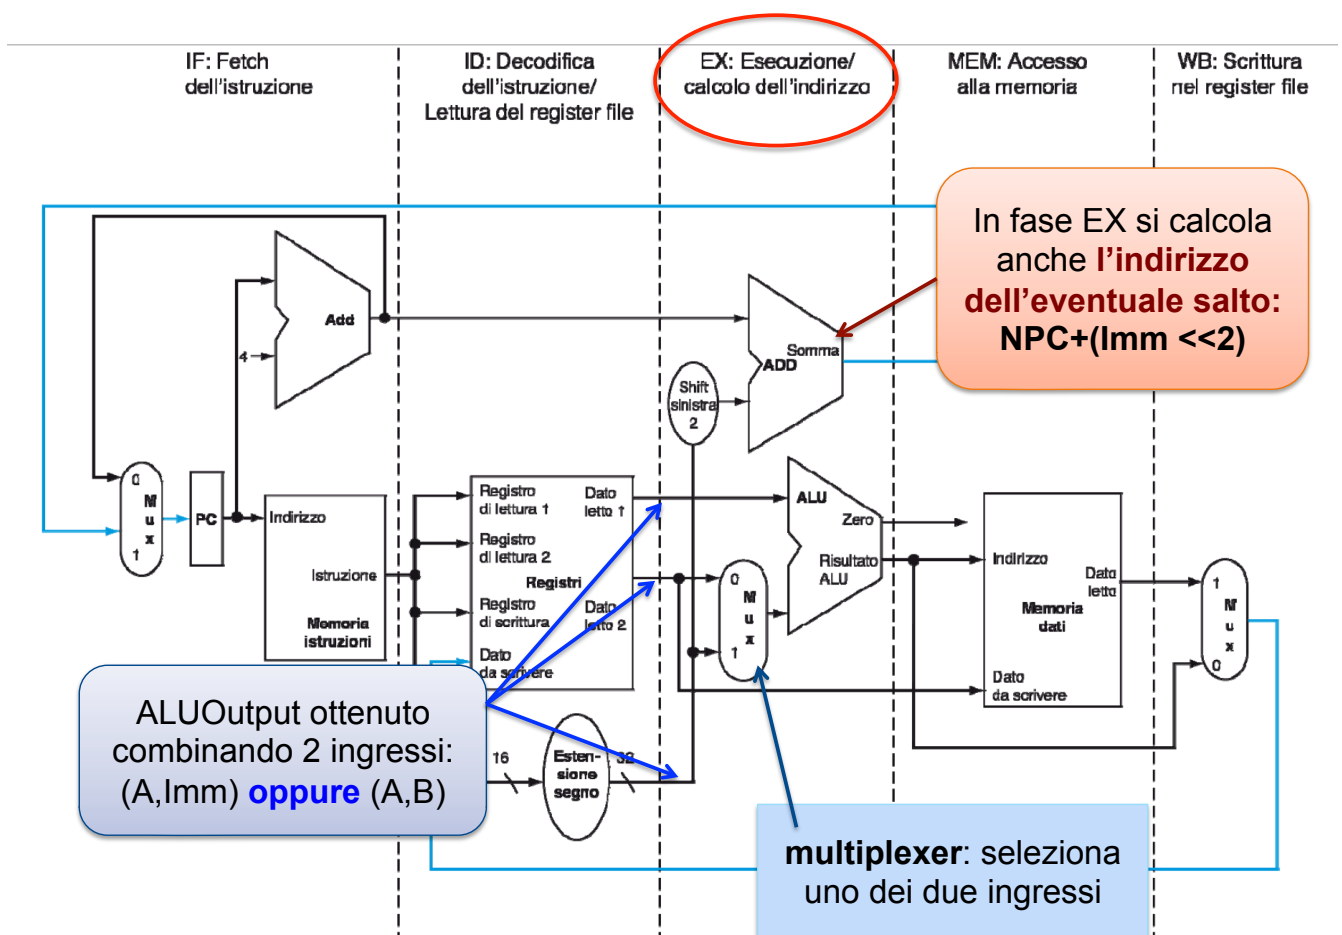 IF: Fetch
dell'istruzione
ID: Decodifica
dell'istruzione/
Lettura del register file
EX: Esecuzione/
calcolo dell'indirizzo
MEM: Accesso
alla memoria
WB: Scrittura
nel register file
In fase EX si calcola
anche l'indirizzo
dell'eventuale salto:
NPC+(Imm <<2)
Add
4
ADD
Somma
Shift
sinistra
2
0
M
u
x
1
PC
Indirizzo
Istruzione
Memoria
istruzioni
Registro
di lettura 1
Registro
di lettura 2
Registri
Registro
di scrittura
Dato
da scrivere
Dato
letto 1
Dato
letto 2
0
M
u
x
1
ALU
Zero
Risultato
ALU
Indirizzo
Dato
letto
Memoria
dati
Dato
da scrivere
1
M
u
x
0
ALUOutput ottenuto
combinando 2 ingressi:
(A,Imm) oppure (A,B)
16
Esten-
sione
segno
32
multiplexer: seleziona
uno dei due ingressi